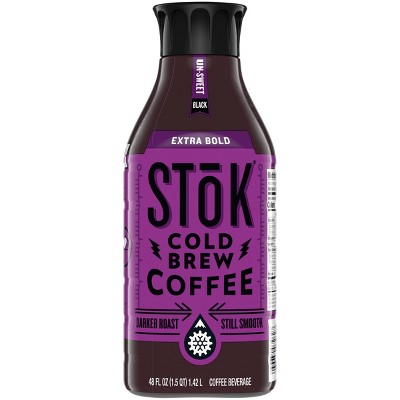 UN-SWEET
BLACK
EXTRA BOLD
STōK
COLD
BREW
COFFEE
DARKER ROAST STILL SMOOTH
48 FL OZ (1.5 QT) 1.42 L COFFEE BEVERAGE